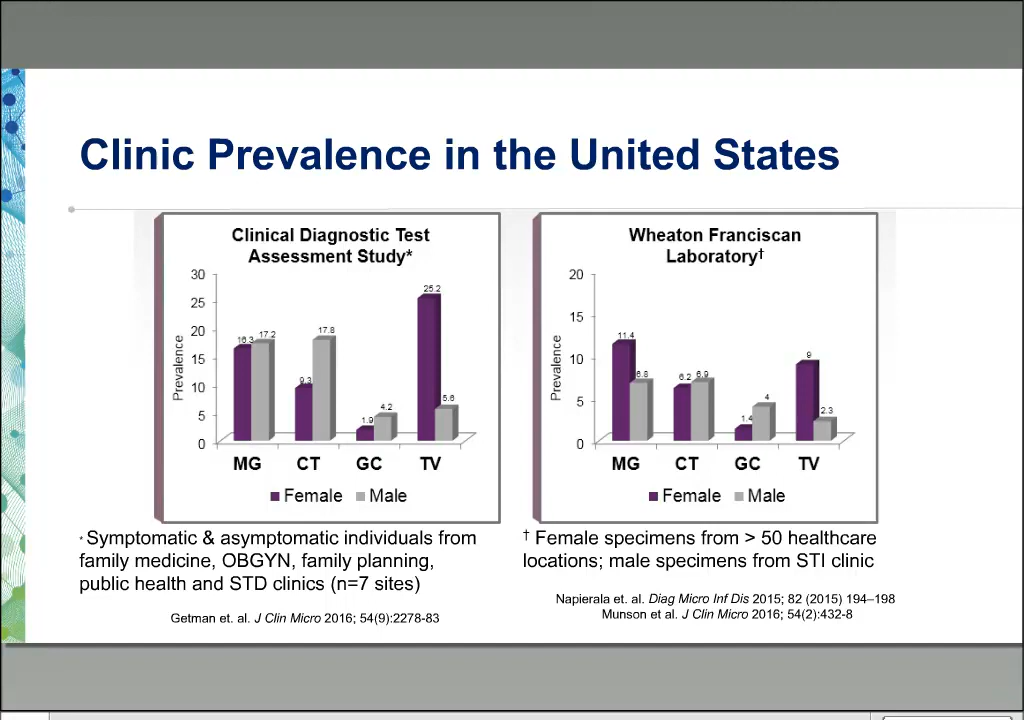 Clinic Prevalence in the United States
Clinical Diagnostic Test
Assessment Study*
30
25
20
15
10
5
0
Prevalence
16.3
17.2
9.3
17.8
1.9
4.2
25.2
5.6
MG CT GC TV
Female Male
Wheaton Franciscan
Laboratory†
20
15
10
5
0
Prevalence
11.4
6.8
6.2
6.9
1.4
4
9
2.3
MG CT GC TV
Female Male
* Symptomatic & asymptomatic individuals from
family medicine, OBGYN, family planning,
public health and STD clinics (n=7 sites)
Getman et. al. J Clin Micro 2016; 54(9):2278-83
† Female specimens from > 50 healthcare
locations; male specimens from STI clinic
Napierala et. al. Diag Micro Inf Dis 2015; 82 (2015) 194–198
Munson et al. J Clin Micro 2016; 54(2):432-8